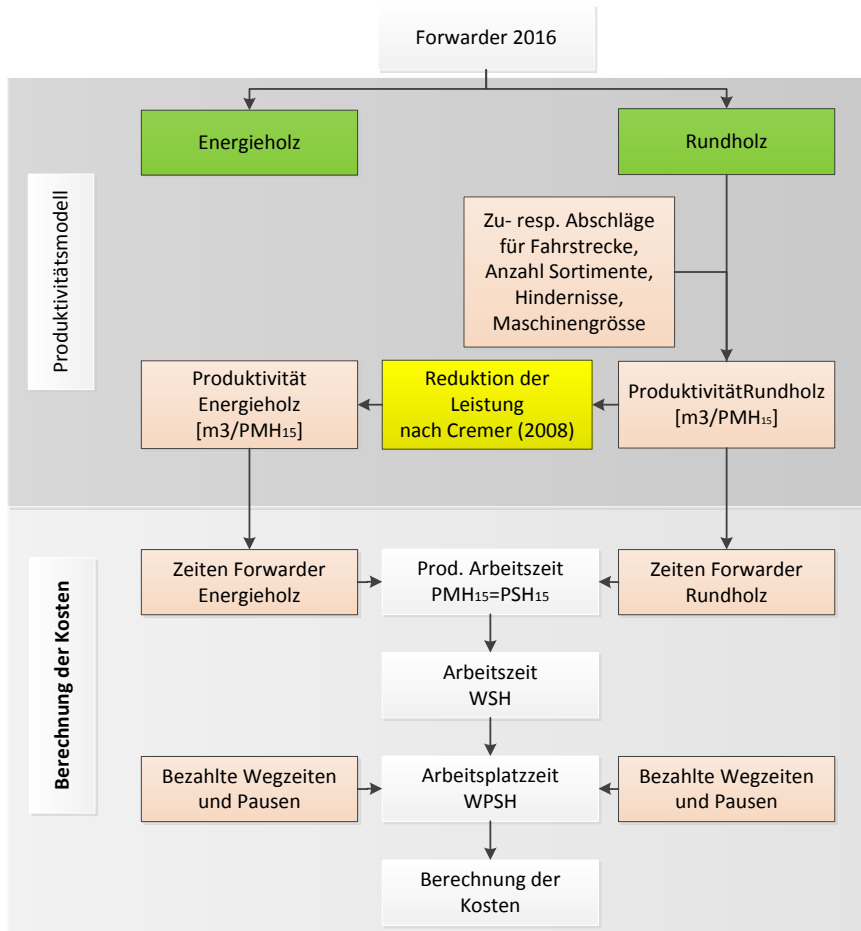 Forwarder 2016
Energieholz
Rundholz
Produktivitätsmodell
Zu- resp. Abschläge
für Fahrstrecke,
Anzahl Sortimente,
Hindernisse,
Maschinengrösse
Produktivität
Energieholz
[m3/PMH15]
Reduktion der
Leistung
nach Cremer (2008)
ProduktivitätRundholz
[m3/PMH15]
Berechnung der Kosten
Zeiten Forwarder
Energieholz
Prod. Arbeitszeit
PMH15=PSH15
Zeiten Forwarder
Rundholz
Arbeitszeit
WSH
Bezahlte Wegzeiten
und Pausen
Arbeitsplatzzeit
WPSH
Bezahlte Wegzeiten
und Pausen
Berechnung der
Kosten